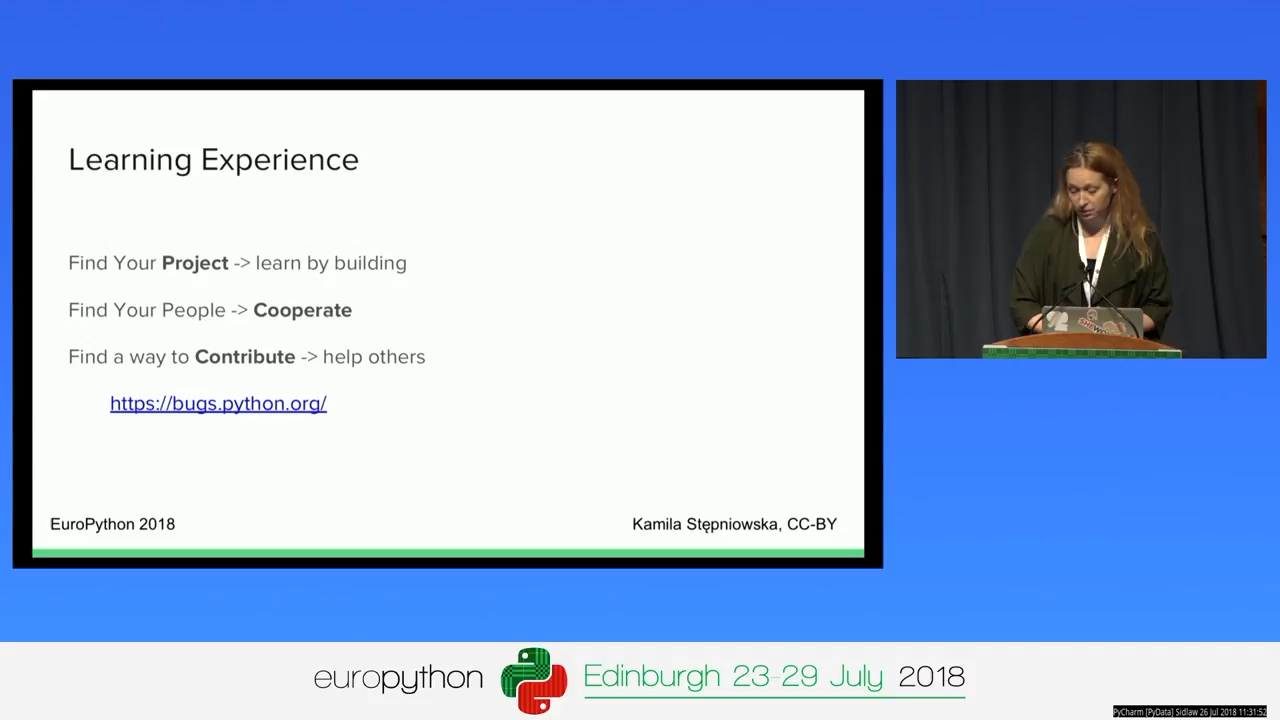 Learning Experience
Find Your Project -> learn by building
Find Your People -> Cooperate
Find a way to Contribute -> help others
https://bugs.python.org/
EuroPython 2018
Kamila Stępniowska, CC-BY
europython
Edinburgh 23-29 July 2018
PyCharm [PyData] Sidlaw 26 Jul 2018 11:31:52